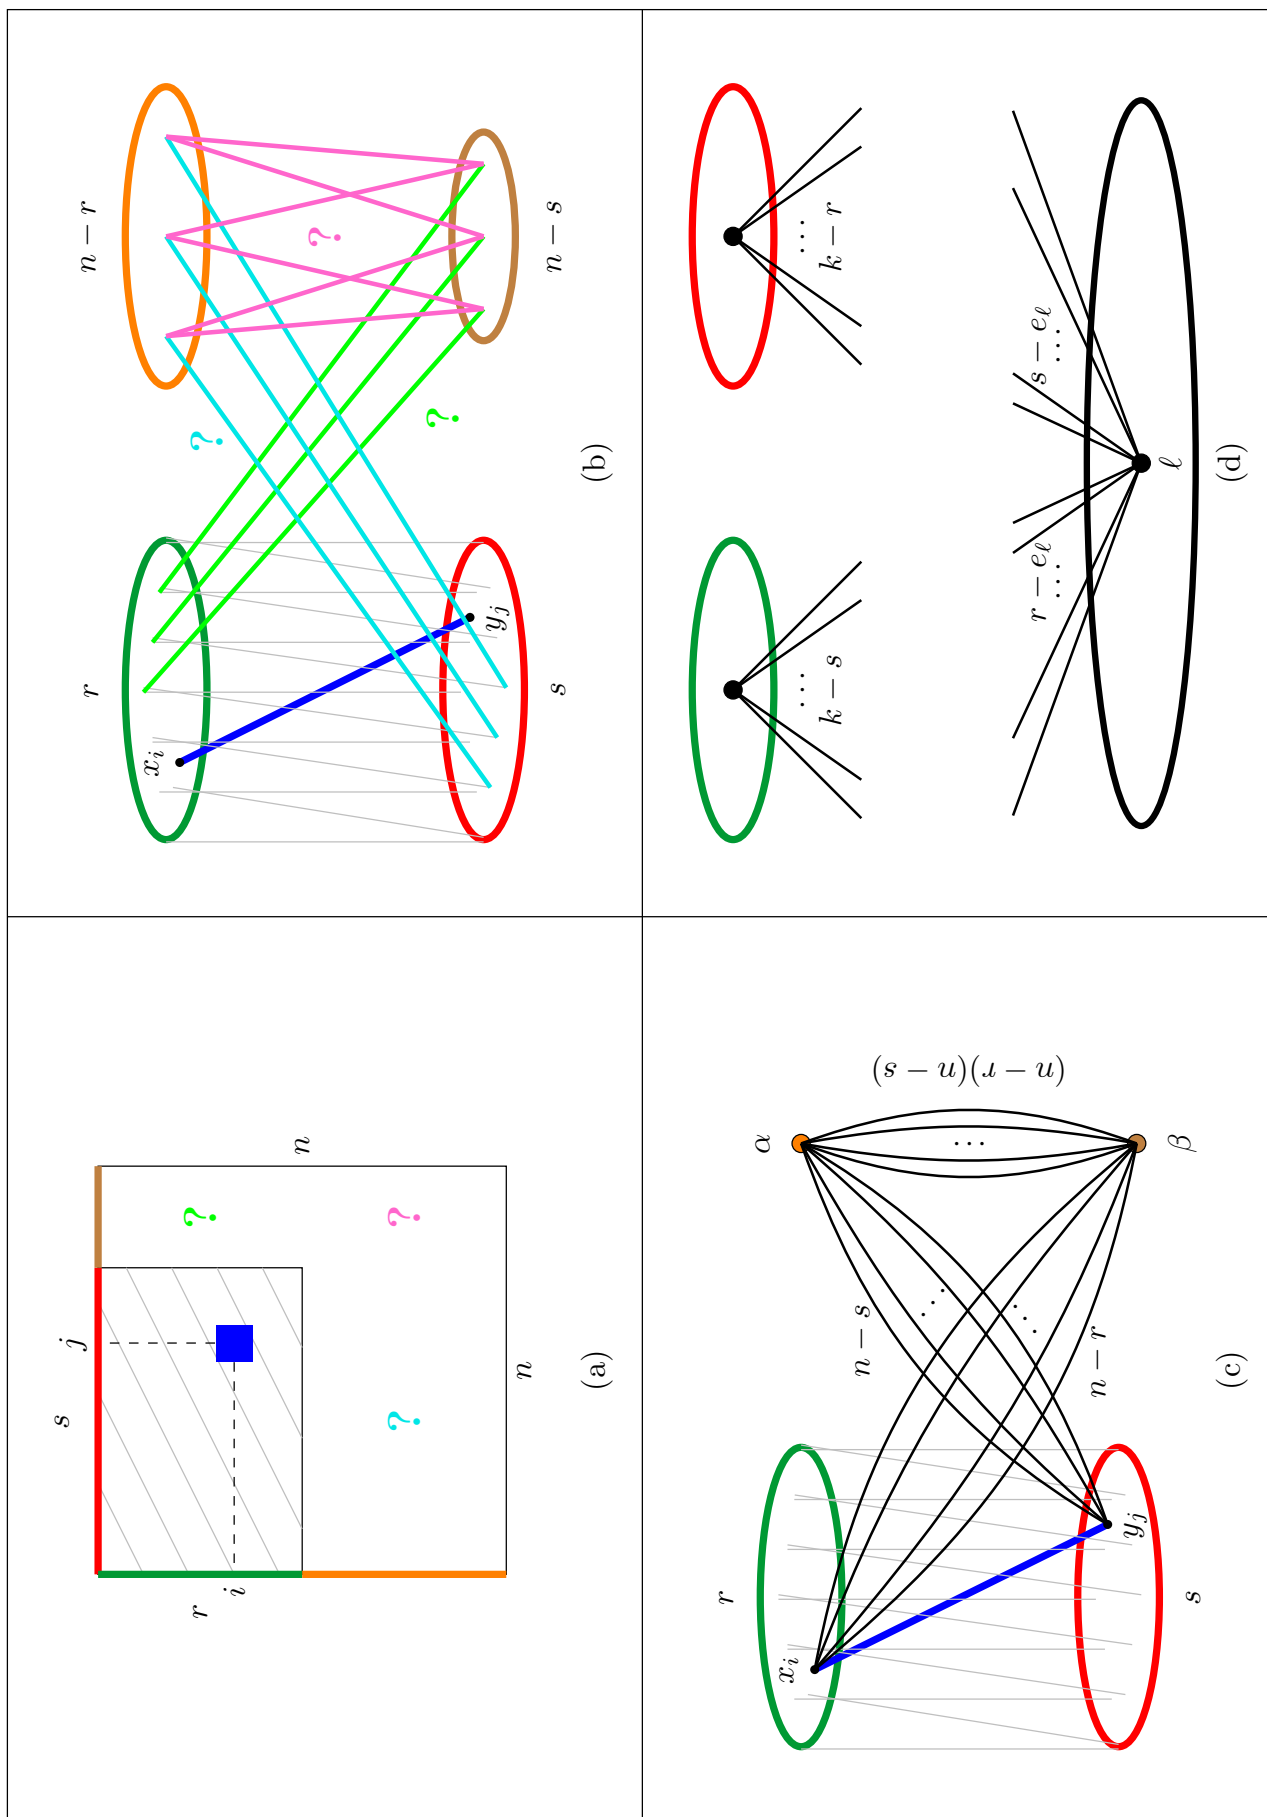 s
j
r
?
i
n
?
?
n
(a)
r
n − r
x_i
?
?
?
y_j
s
n − s
(b)
r
α
x_i
n − s
...
(n − r)(n − s)
...
...
n − r
y_j
s
β
(c)
....
k − s
....
k − r
r − e_ℓ
....
s − e_ℓ
....
ℓ
(d)